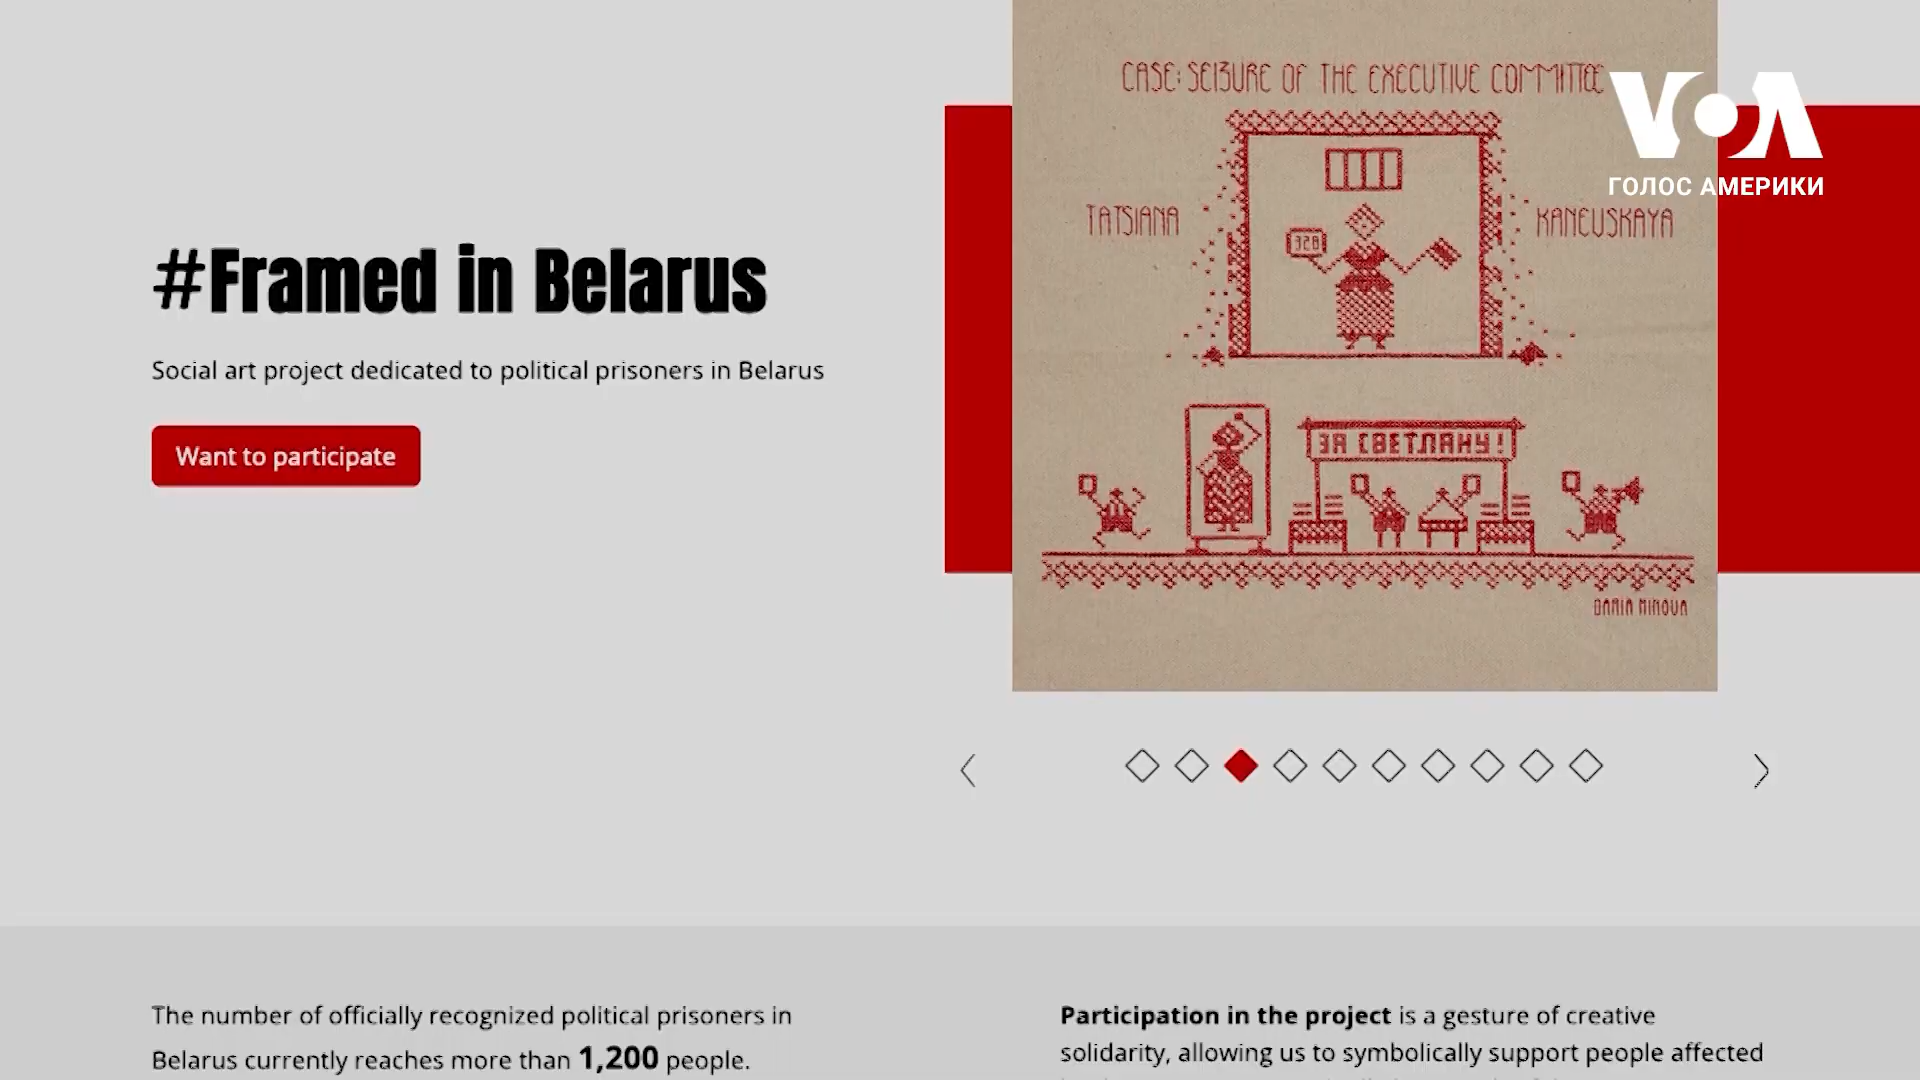 CASE: SEIZURE OF THE EXECUTIVE COMMITTEE
VOA
ГОЛОС АМЕРИКИ
TATSIANA
KANEUSKAYA
328
#Framed in Belarus
Social art project dedicated to political prisoners in Belarus
Want to participate
ЗА СВЕТЛАНУ!
DARIA MIKOVA
The number of officially recognized political prisoners in
Belarus currently reaches more than 1,200 people.
Participation in the project is a gesture of creative
solidarity, allowing us to symbolically support people affected